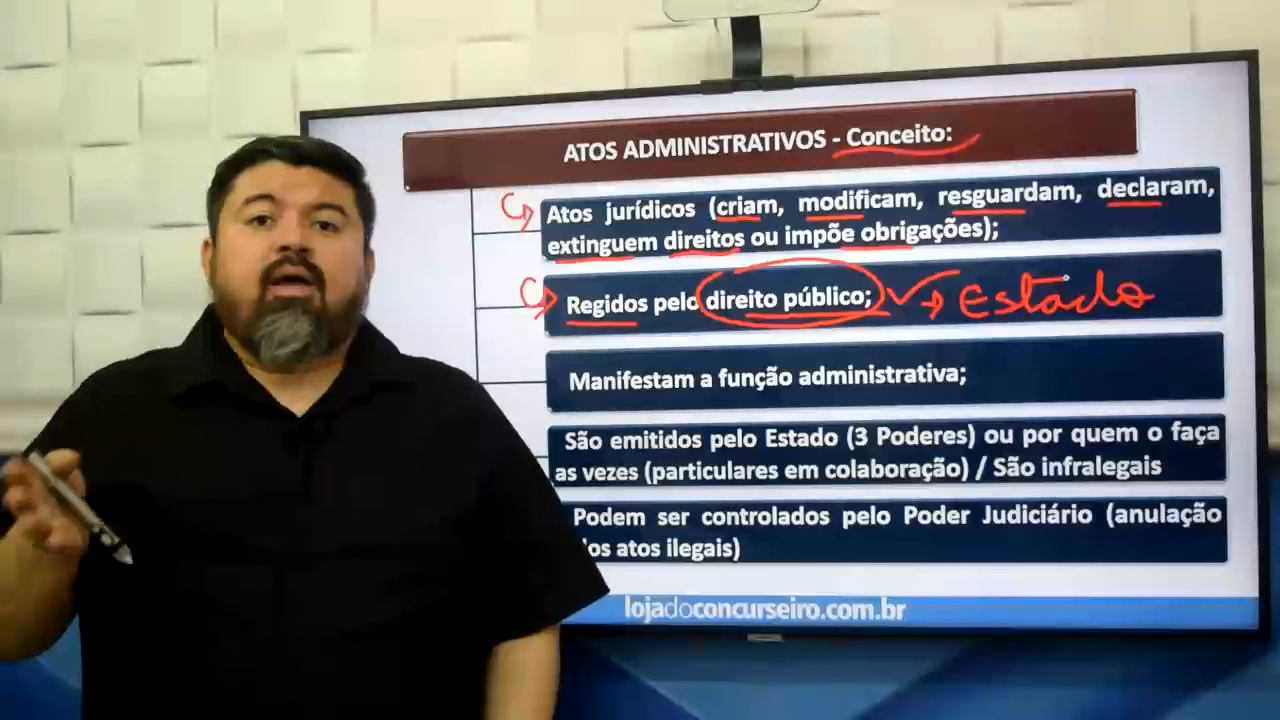 ATOS ADMINISTRATIVOS - Conceito:
Atos jurídicos (criam, modificam, resguardam, declaram,
extinguem direitos ou impõe obrigações);
Regidos pelo direito público; Estado
Manifestam a função administrativa;
São emitidos pelo Estado (3 Poderes) ou por quem o faça
as vezes (particulares em colaboração) / São infralegais
Podem ser controlados pelo Poder Judiciário (anulação
os atos ilegais)
lojadoconcurseiro.com.br